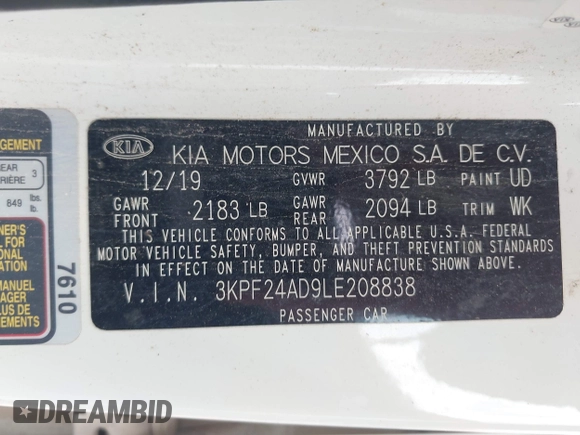 MANUFACTURED BY
KIA KIA MOTORS MEXICO S.A. DE C.V.
12/19 GVWR 3792 LB PAINT UD
GAWR FRONT 2183 LB GAWR REAR 2094 LB TRIM WK
THIS VEHICLE CONFORMS TO ALL APPLICABLE U.S.A. FEDERAL
MOTOR VEHICLE SAFETY, BUMPER, AND THEFT PREVENTION STANDARDS
IN EFFECT ON THE DATE OF MANUFACTURE SHOWN ABOVE.
V.I.N. 3KPF24AD9LE208838
PASSENGER CAR
7610
EAR 3
RIÈRE
849 lbs.
lb.
MANUEL
DREAMBID